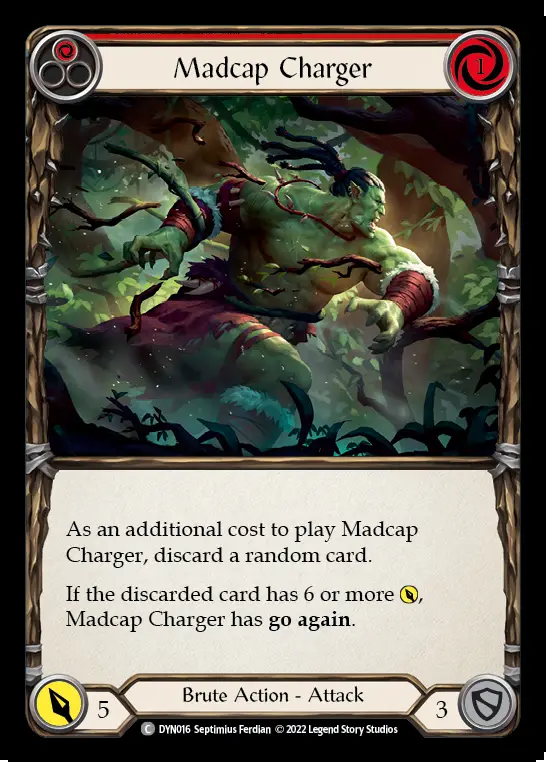 Madcap Charger
1
As an additional cost to play Madcap
Charger, discard a random card.
If the discarded card has 6 or more ,
Madcap Charger has go again.
Brute Action - Attack
5
3
C DYN016 Septimius Ferdian © 2022 Legend Story Studios